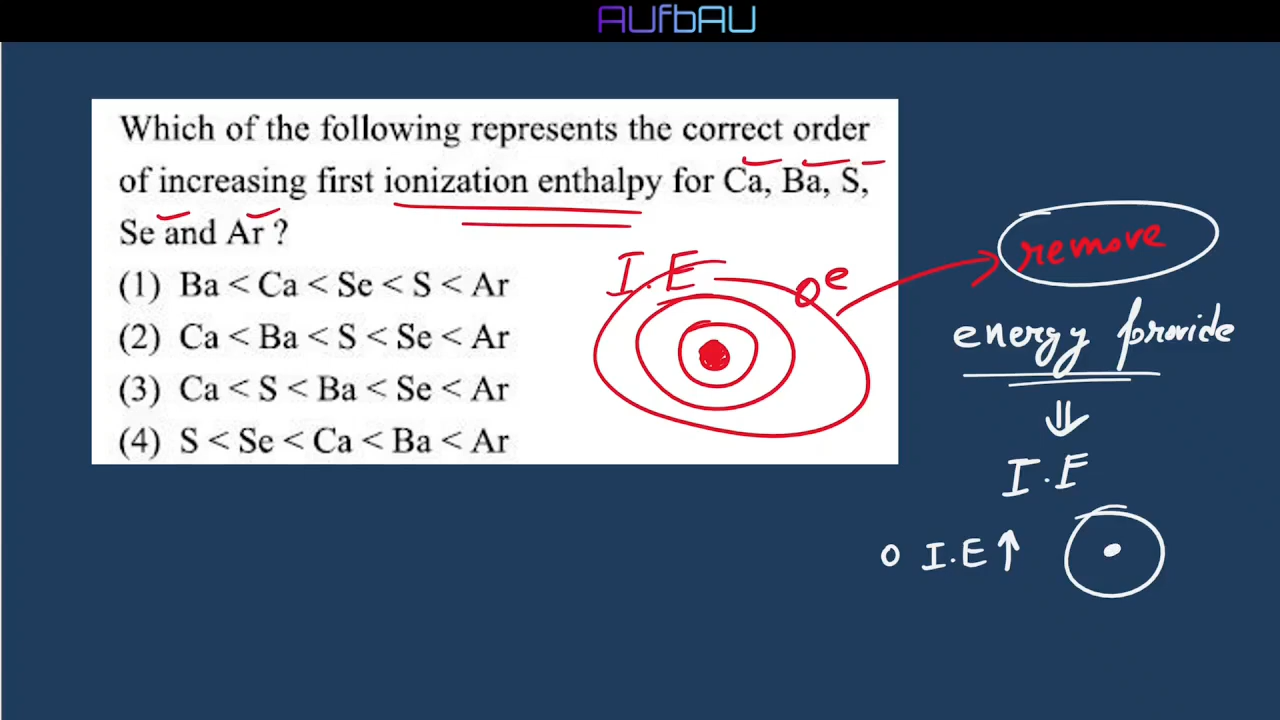 AUFbAU
Which of the following represents the correct order
of increasing first ionization enthalpy for Ca, Ba, S,
Se and Ar ?
(1) Ba < Ca < Se < S < Ar
(2) Ca < Ba < S < Se < Ar
(3) Ca < S < Ba < Se < Ar
(4) S < Se < Ca < Ba < Ar
I.E
e
remove
energy provide
⇓
I.E
o I.E ↑